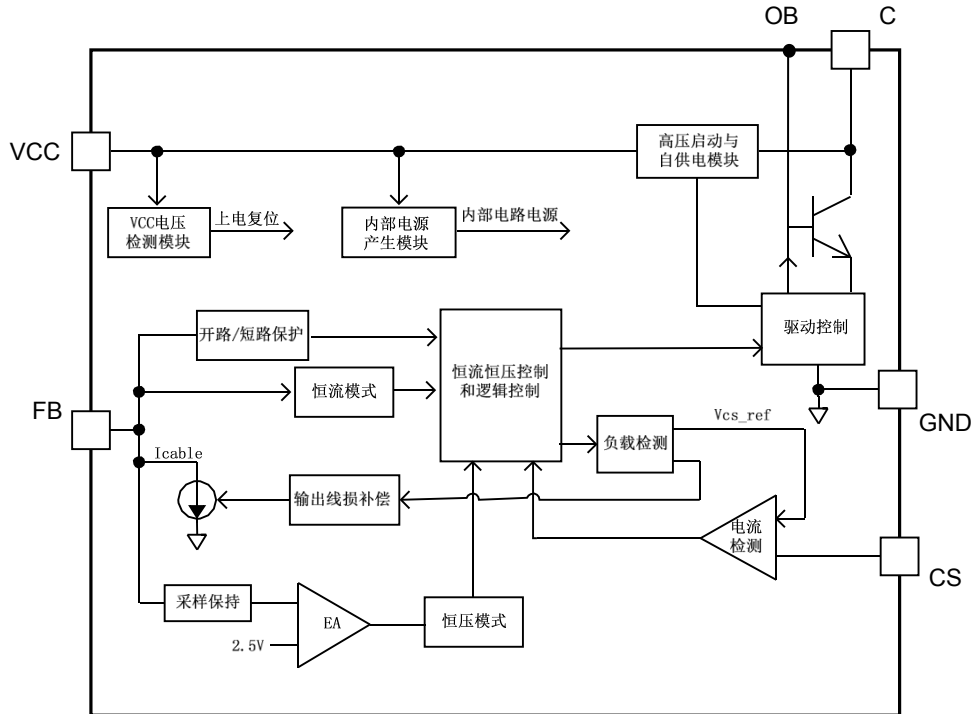 OB
C
VCC
高压启动与
自供电模块
VCC电压
检测模块
上电复位
内部电源
产生模块
内部电路电源
驱动控制
开路/短路保护
恒流恒压控制
和逻辑控制
恒流模式
FB
GND
Vcs_ref
负载检测
Icable
输出线损补偿
电流
检测
CS
采样保持
EA
恒压模式
2.5V